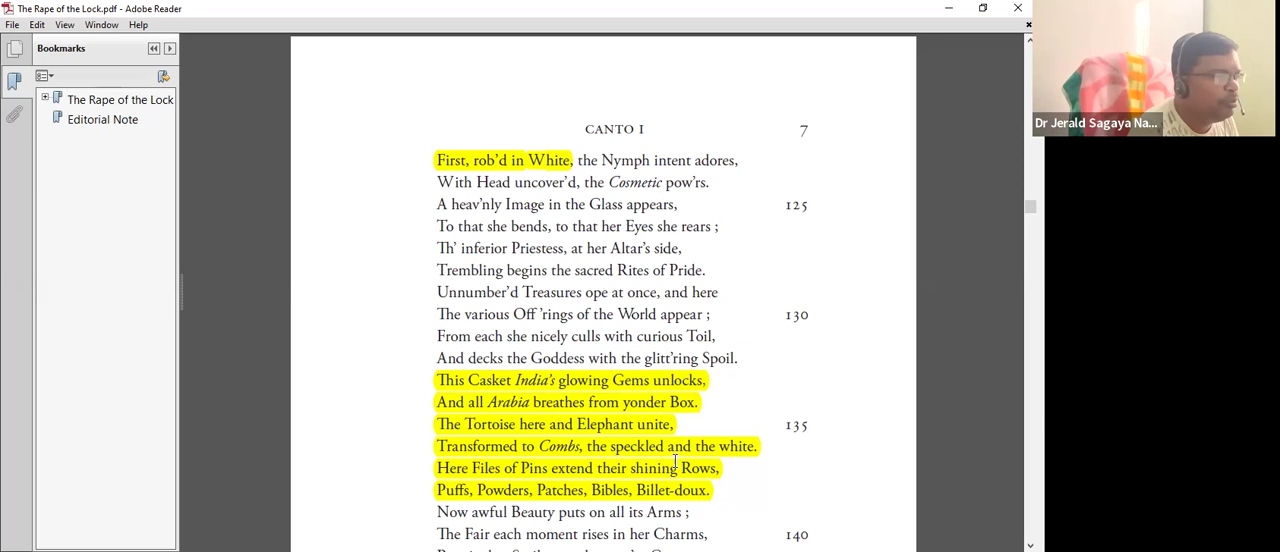 The Rape of the Lock.pdf - Adobe Reader
File Edit View Window Help
Bookmarks
The Rape of the Lock
Editorial Note
Dr Jerald Sagaya Na...
CANTO I 7
First, rob'd in White, the Nymph intent adores,
With Head uncover'd, the Cosmetic pow'rs.
A heav'nly Image in the Glass appears, 125
To that she bends, to that her Eyes she rears ;
Th' inferior Priestess, at her Altar's side,
Trembling begins the sacred Rites of Pride.
Unnumber'd Treasures ope at once, and here
The various Off'rings of the World appear ; 130
From each she nicely culls with curious Toil,
And decks the Goddess with the glitt'ring Spoil.
This Casket India's glowing Gems unlocks,
And all Arabia breathes from yonder Box.
The Tortoise here and Elephant unite, 135
Transformed to Combs, the speckled and the white.
Here Files of Pins extend their shining Rows,
Puffs, Powders, Patches, Bibles, Billet-doux.
Now awful Beauty puts on all its Arms ;
The Fair each moment rises in her Charms, 140